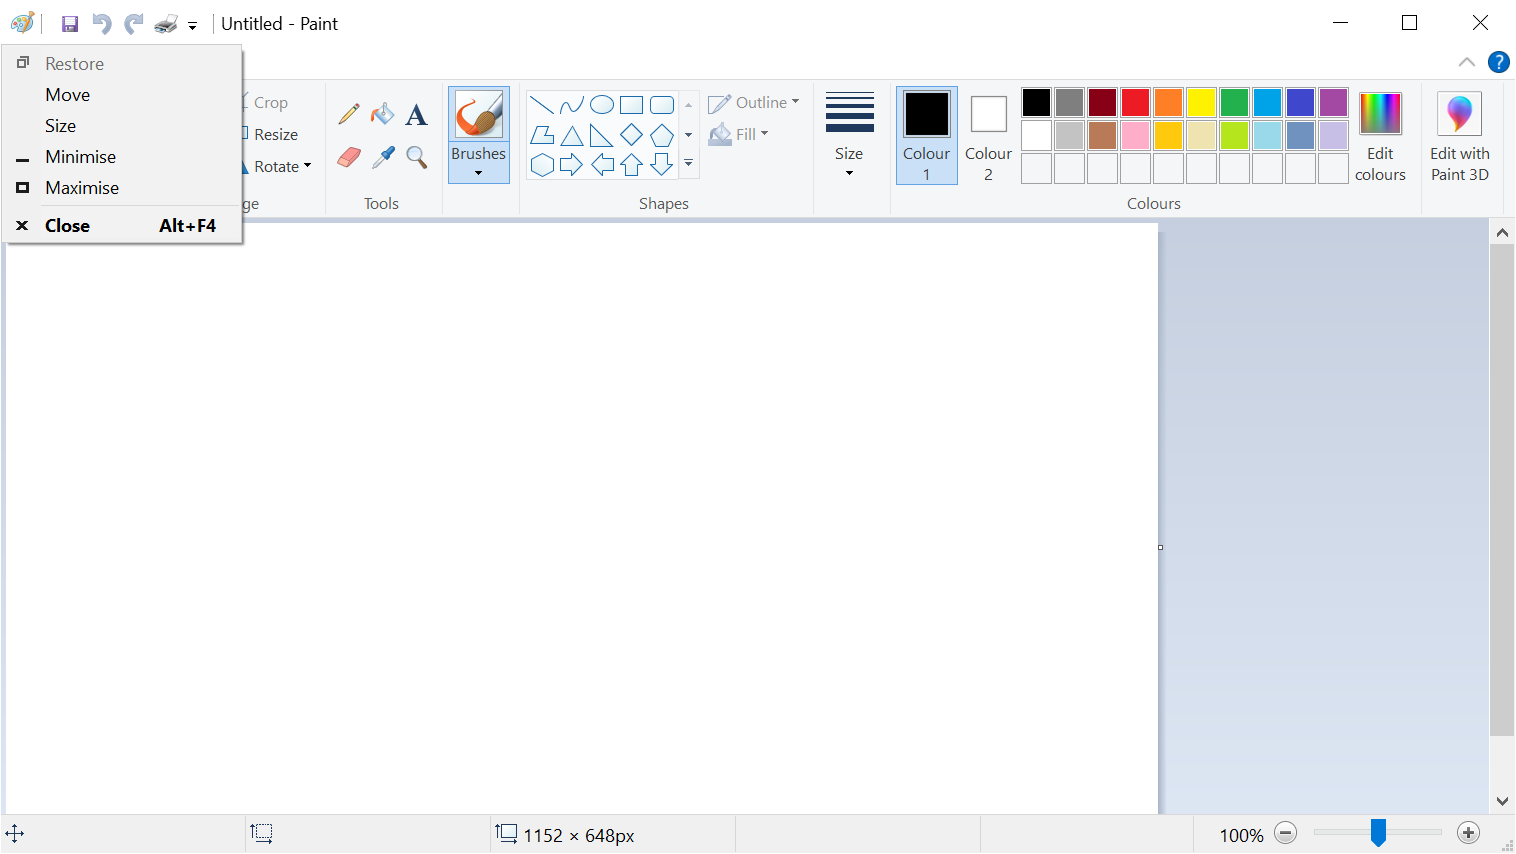 Untitled - Paint
Restore
Move
Size
Minimise
Maximise
Close Alt+F4
Crop
Resize
Rotate
ge
Tools
Brushes
Shapes
Outline
Fill
Size
Colour
1
Colour
2
Edit
colours
Colours
Edit with
Paint 3D
1152 × 648px
100%